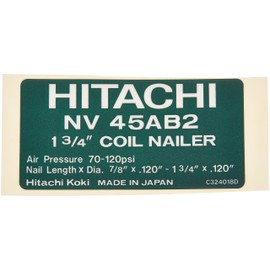 HITACHI
NV 45AB2
1 3/4" COIL NAILER
Air Pressure 70-120psi
Nail Length x Dia. 7/8" x .120" - 1 3/4" x .120"
Hitachi Koki MADE IN JAPAN C324018D